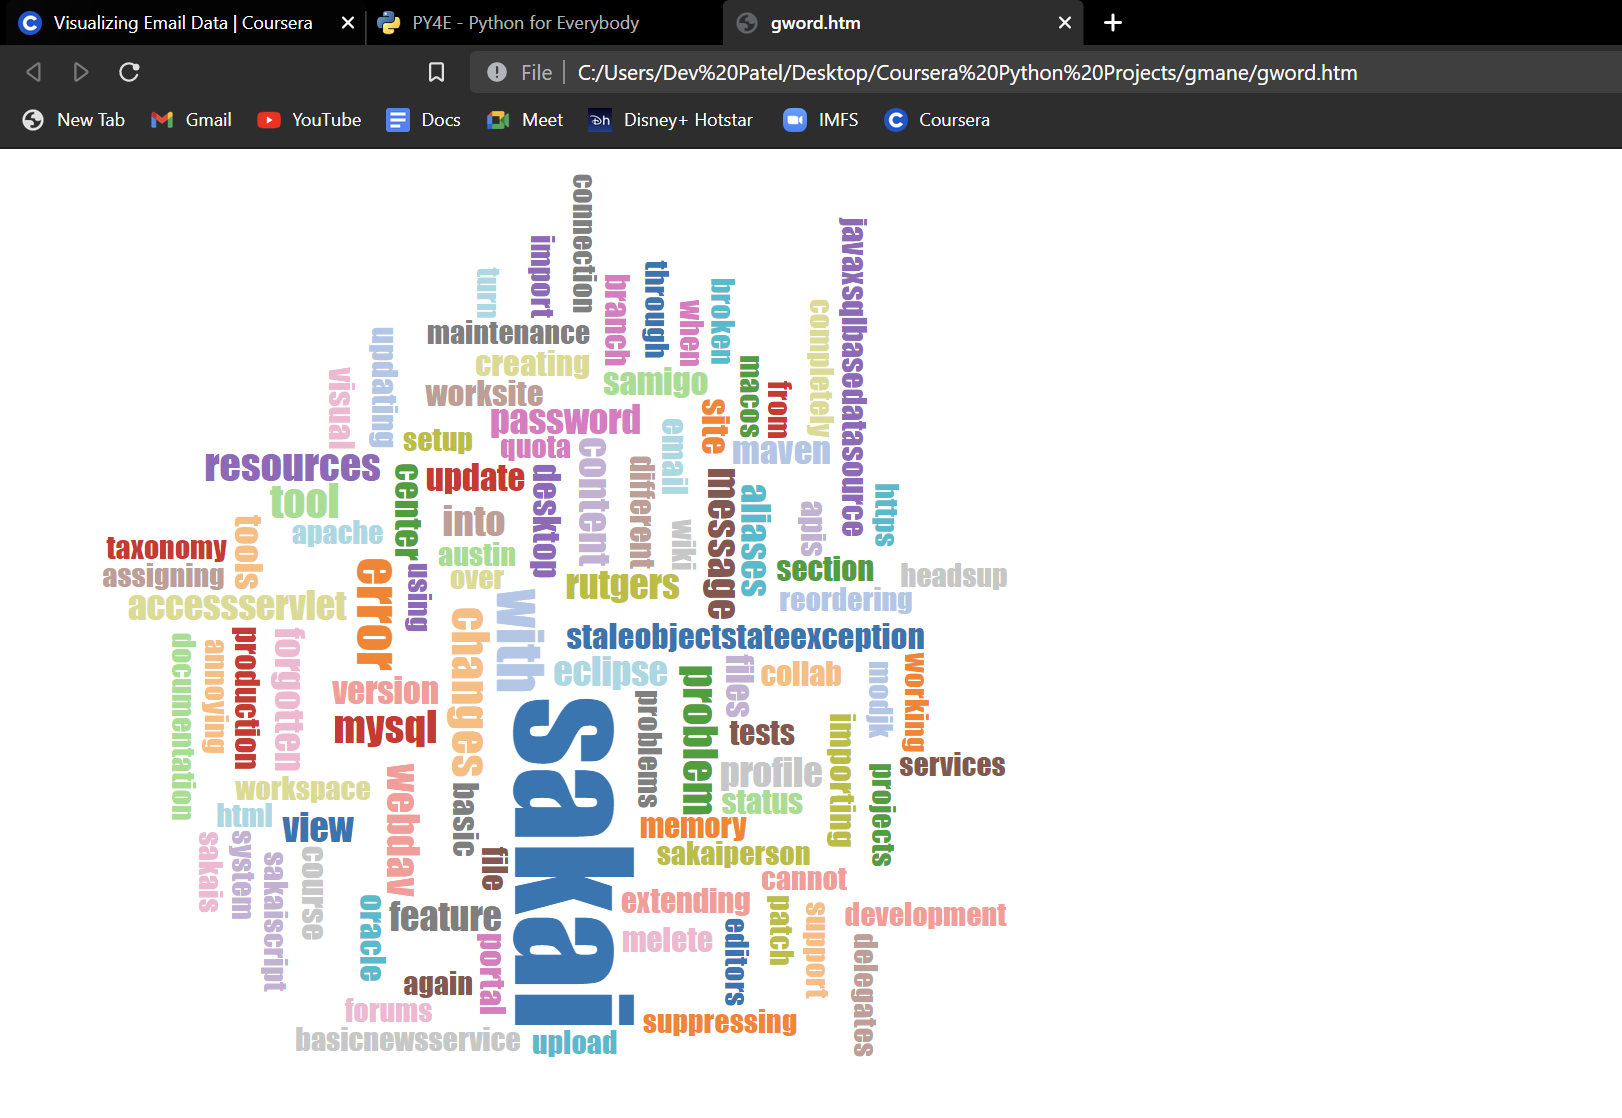 Visualizing Email Data | Coursera
PY4E - Python for Everybody
gword.htm
File
C:/Users/Dev%20Patel/Desktop/Coursera%20Python%20Projects/gmane/gword.htm
New Tab
Gmail
YouTube
Docs
Meet
Disney+ Hotstar
IMFS
Coursera
connection
import
turn
branch
through
when
broken
completely
javaxsqlbasedatasource
maintenance
creating
updating
visual
worksite
samigo
macos
from
site
password
setup
quota
email
maven
resources
center
update
desktop
content
different
message
aliases
https
tool
into
wiki
apis
tools
apache
taxonomy
austin
assigning
over
using
error
rutgers
section
headsup
accessservlet
changes
with
reordering
staleobjectstateexception
documentation
annoying
production
forgotten
eclipse
problem
files
collab
modjk
working
version
mysql
sakai
problems
tests
importing
services
profile
projects
workspace
webdav
basic
status
html
view
memory
sakais
system
sakaiscript
course
file
sakaiperson
cannot
oracle
feature
extending
patch
support
development
melete
editors
delegates
portal
again
forums
suppressing
basicnewsservice
upload